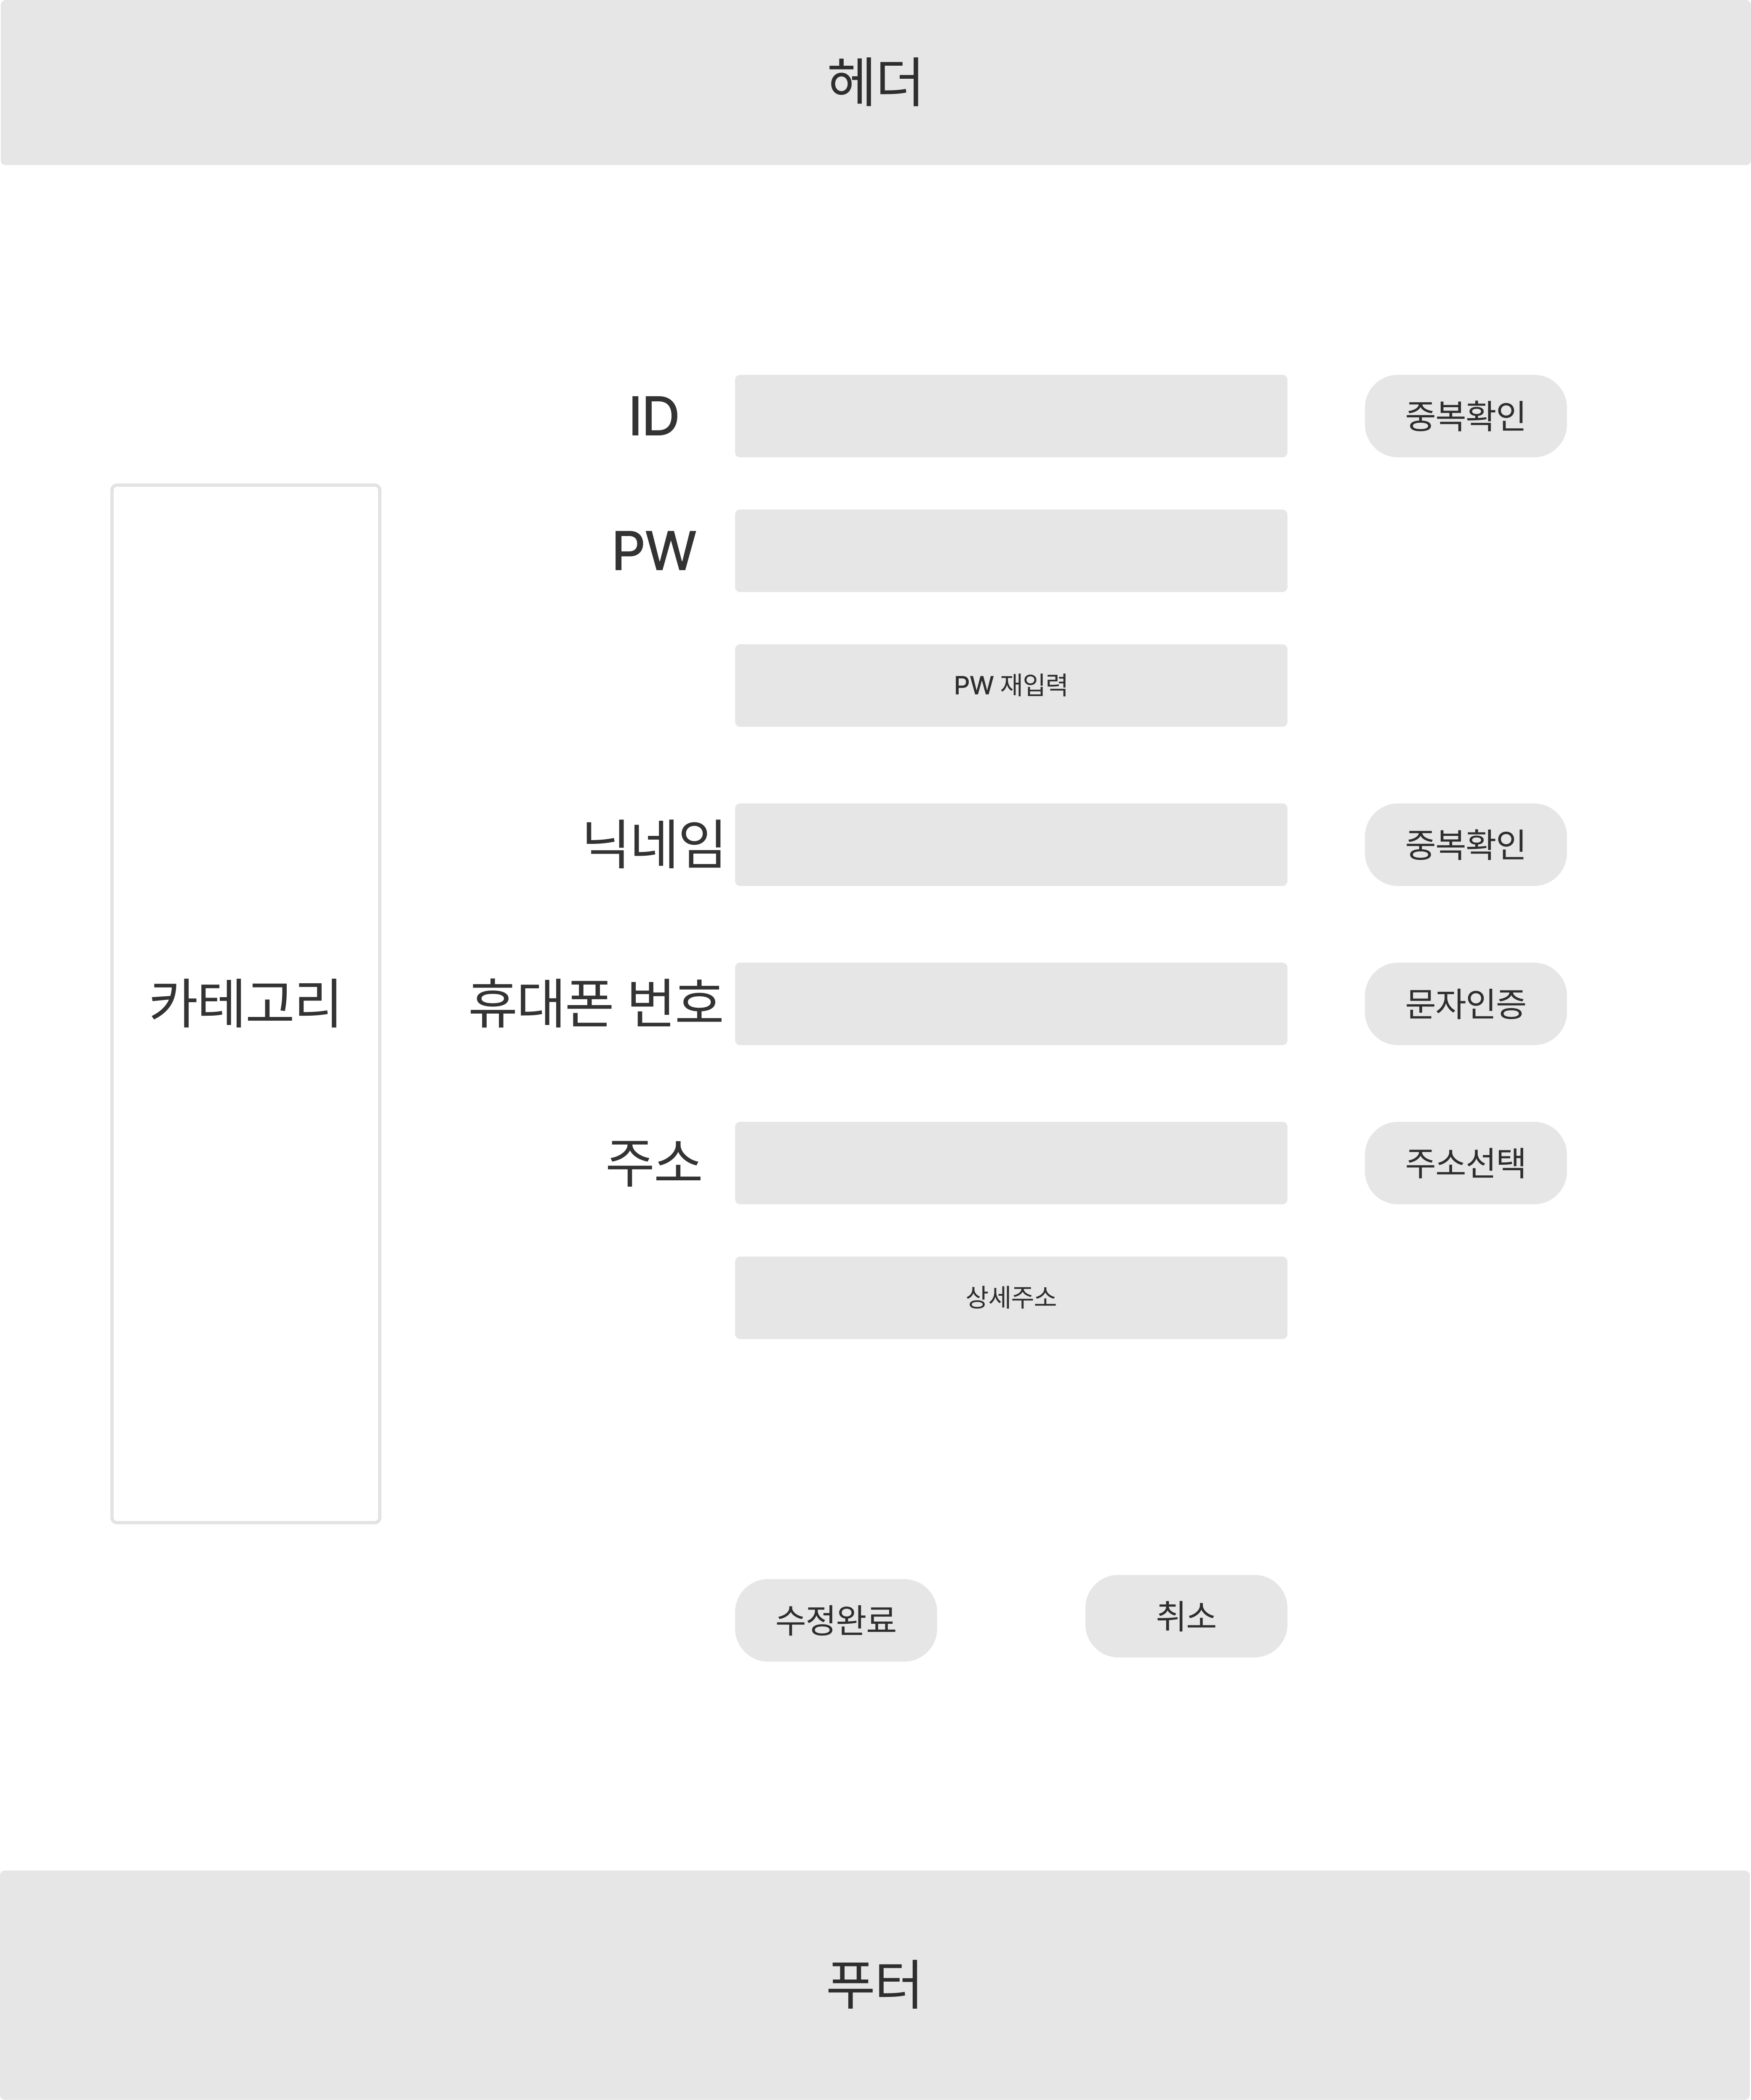 헤더
ID
중복확인
PW
PW 재입력
닉네임
중복확인
카테고리
휴대폰 번호
문자인증
주소
주소선택
상세주소
수정완료
취소
푸터